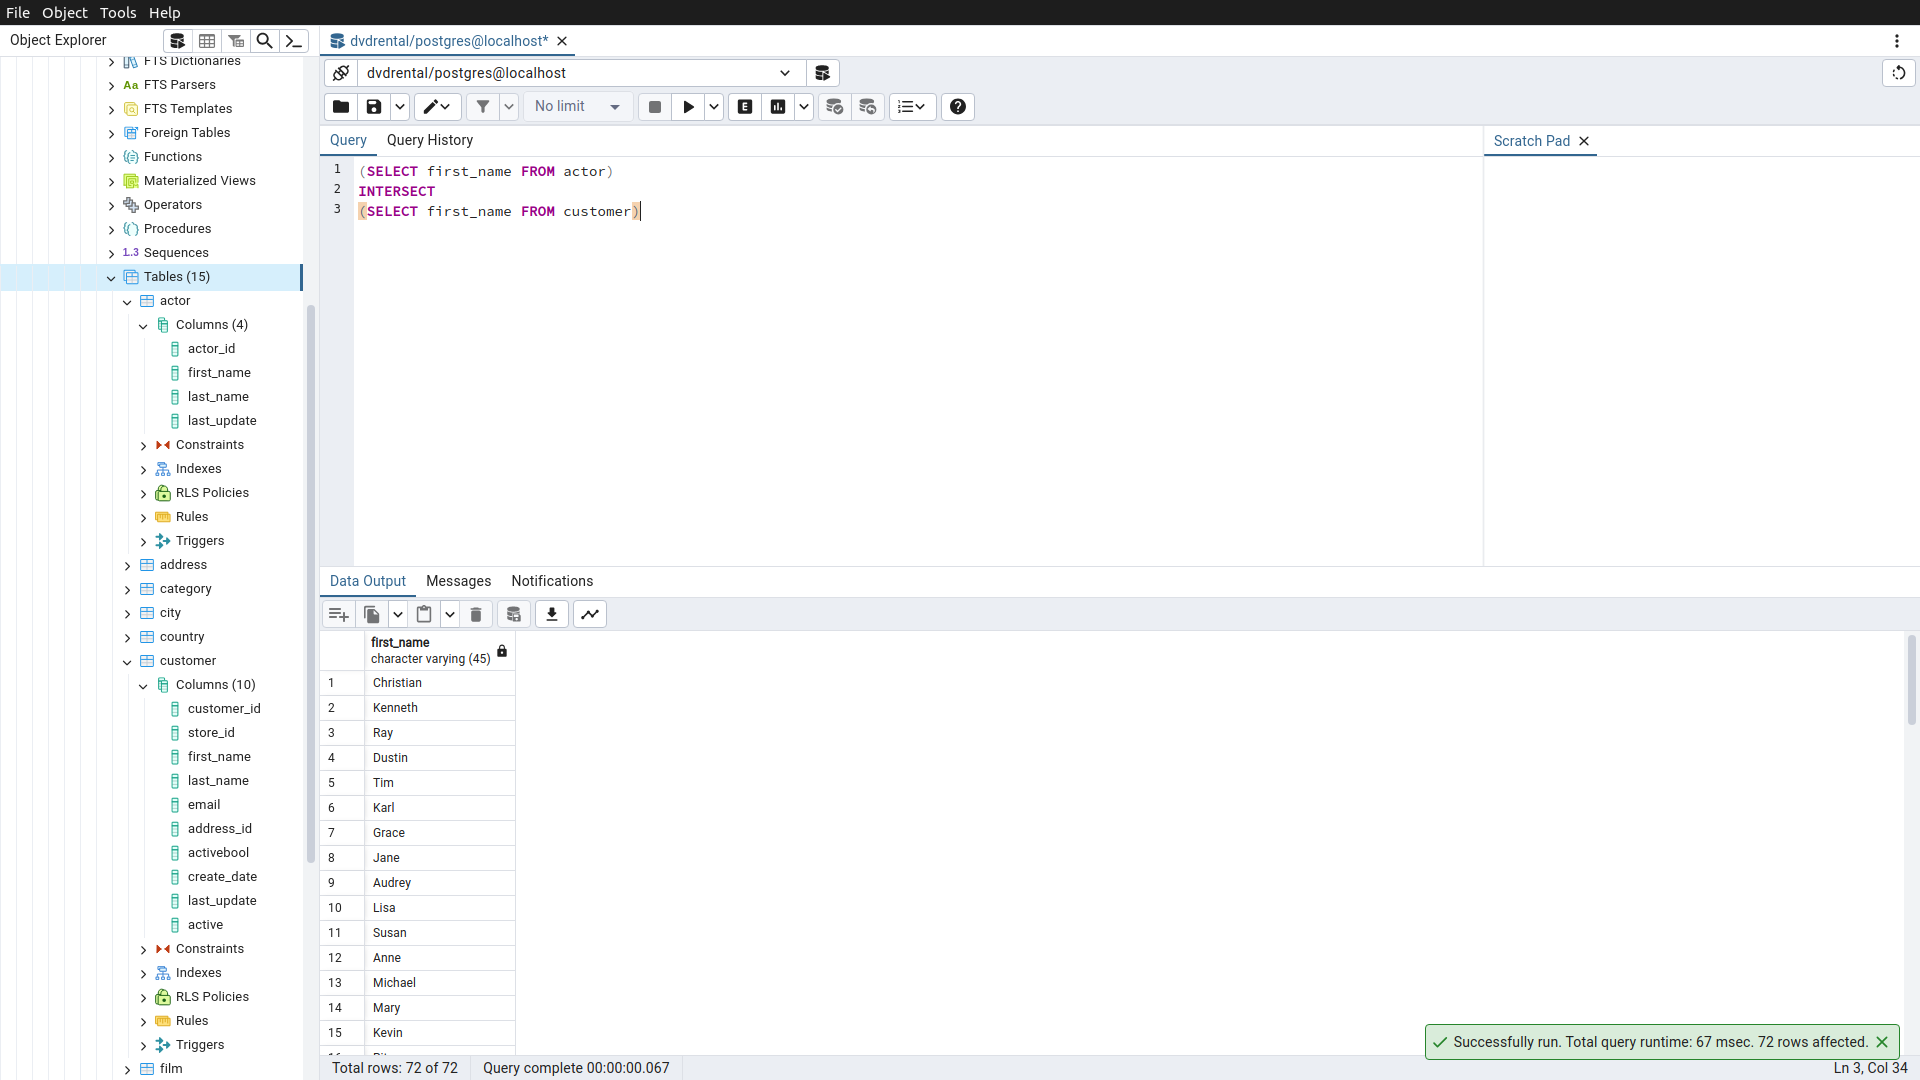 File Object Tools Help
Object Explorer
FTS Dictionaries
Aa FTS Parsers
FTS Templates
Foreign Tables
Functions
Materialized Views
Operators
Procedures
1.3 Sequences
Tables (15)
actor
Columns (4)
actor_id
first_name
last_name
last_update
Constraints
Indexes
RLS Policies
Rules
Triggers
address
category
city
country
customer
Columns (10)
customer_id
store_id
first_name
last_name
email
address_id
activebool
create_date
last_update
active
Constraints
Indexes
RLS Policies
Rules
Triggers
film
dvdrental/postgres@localhost*
dvdrental/postgres@localhost
No limit
E
Query Query History
1 (SELECT first_name FROM actor)
2 INTERSECT
3 (SELECT first_name FROM customer)
Scratch Pad
Data Output Messages Notifications
first_name
character varying (45)
1 Christian
2 Kenneth
3 Ray
4 Dustin
5 Tim
6 Karl
7 Grace
8 Jane
9 Audrey
10 Lisa
11 Susan
12 Anne
13 Michael
14 Mary
15 Kevin
Successfully run. Total query runtime: 67 msec. 72 rows affected.
Total rows: 72 of 72 Query complete 00:00:00.067 Ln 3, Col 34